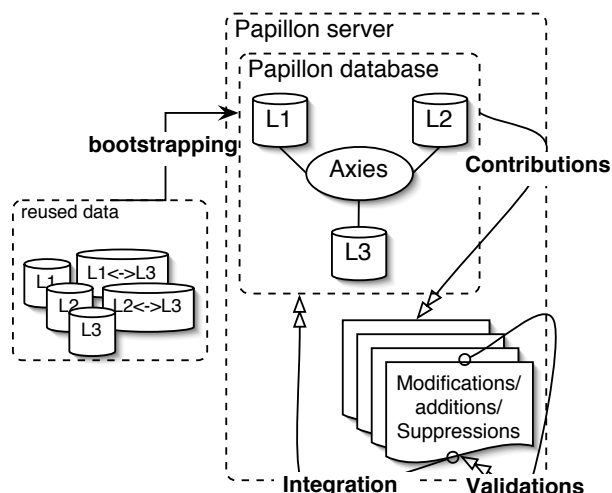 Papillon server
Papillon database
L1
L2
bootstrapping
Axies
Contributions
reused data
L3
L1
L1<->L3
L2
L2<->L3
L3
Modifications/
additions/
Suppressions
Integration
Validations